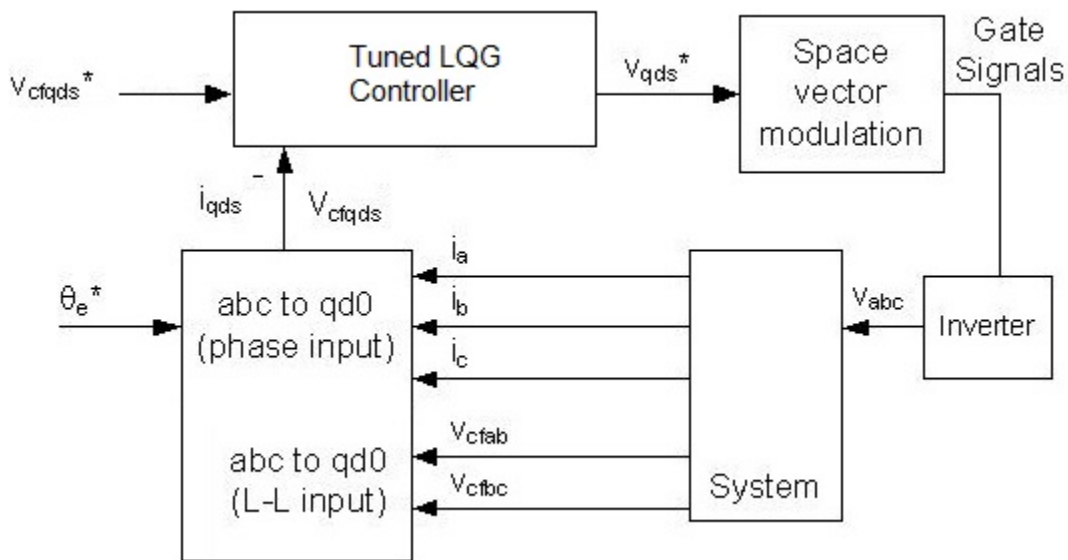 Tuned LQG
Controller
Vcfqds*
Vqds*
Space
vector
modulation
Gate
Signals
iqds
-
Vcfqds
θe*
abc to qd0
(phase input)
abc to qd0
(L-L input)
ia
ib
ic
Vcfab
Vcfbc
System
Vabc
Inverter